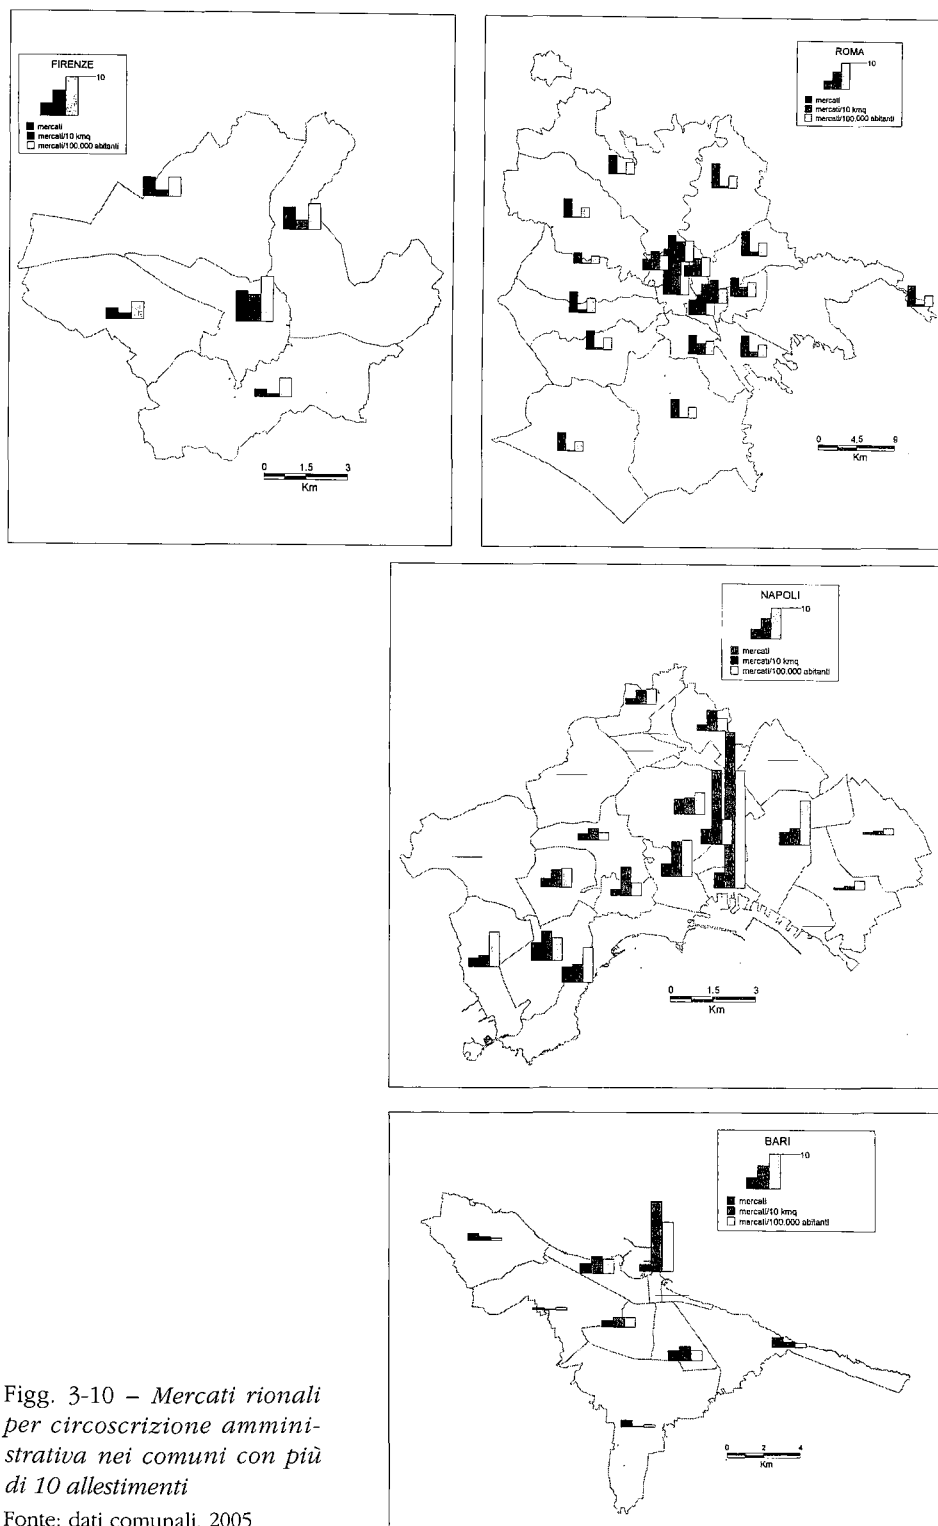 FIRENZE
10
mercati
mercati/10 kmq
mercati/100.000 abitanti
0 1.5 3
Km
ROMA
10
mercati
mercati/10 kmq
mercati/100.000 abitanti
0 4.5 9
Km
NAPOLI
10
mercati
mercati/10 kmq
mercati/100.000 abitanti
0 1.5 3
Km
BARI
10
mercati
mercati/10 kmq
mercati/100.000 abitanti
0 2 4
Km
Figg. 3-10 – Mercati rionali
per circoscrizione ammini-
strativa nei comuni con più
di 10 allestimenti
Fonte: dati comunali, 2005